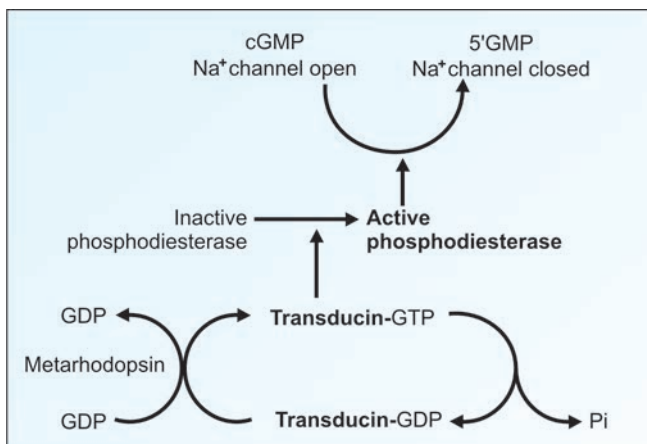 cGMP
Na+channel open
5'GMP
Na+channel closed
Inactive
phosphodiesterase
Active
phosphodiesterase
GDP
Transducin-GTP
Metarhodopsin
GDP
Transducin-GDP
Pi